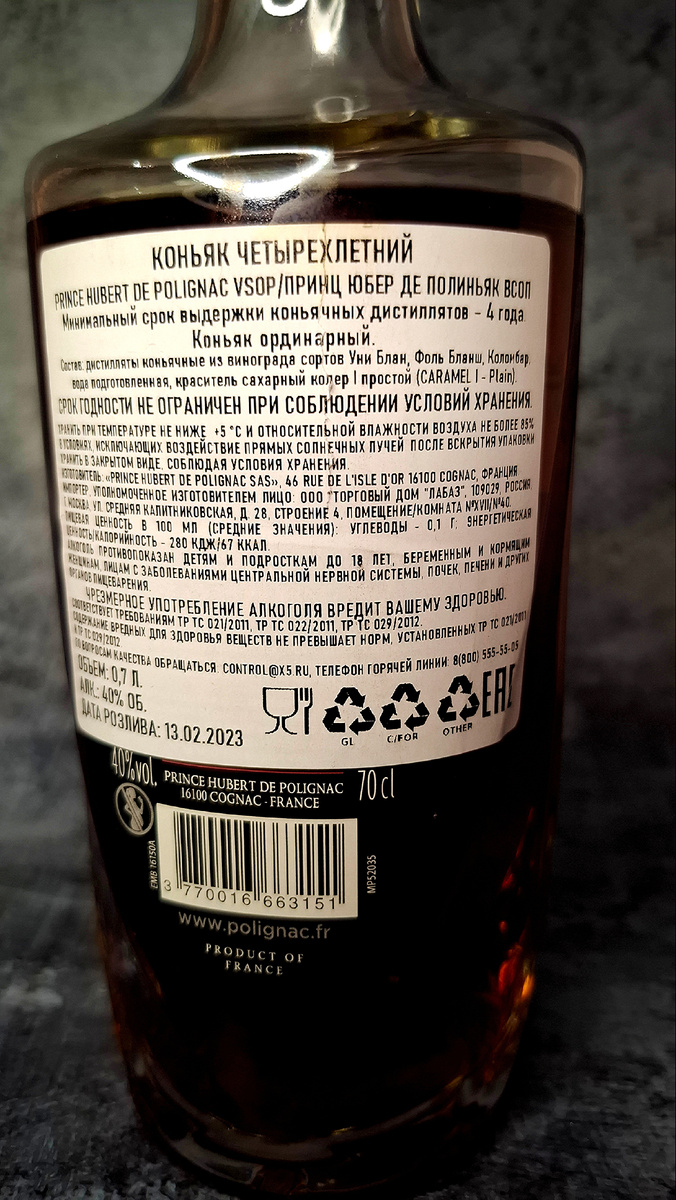 КОНЬЯК ЧЕТЫРЕХЛЕТНИЙ
PRINCE HUBERT DE POLIGNAC VSOP/ПРИНЦ ЮБЕР ДЕ ПОЛИНЬЯК ВСОП
Минимальный срок выдержки коньячных дистиллятов – 4 года.
Коньяк ординарный.
Состав: дистилляты коньячные из винограда сортов Уни Блан, Фоль Бланш, Коломбар,
вода подготовленная, краситель сахарный колер I простой (CARAMEL I - Plain).
СРОК ГОДНОСТИ НЕ ОГРАНИЧЕН ПРИ СОБЛЮДЕНИИ УСЛОВИЙ ХРАНЕНИЯ.
ХРАНИТЬ ПРИ ТЕМПЕРАТУРЕ НЕ НИЖЕ +5 °С И ОТНОСИТЕЛЬНОЙ ВЛАЖНОСТИ ВОЗДУХА НЕ БОЛЕЕ 85%
В УСЛОВИЯХ, ИСКЛЮЧАЮЩИХ ВОЗДЕЙСТВИЕ ПРЯМЫХ СОЛНЕЧНЫХ ЛУЧЕЙ. ПОСЛЕ ВСКРЫТИЯ УПАКОВКИ
ХРАНИТЬ В ЗАКРЫТОМ ВИДЕ, СОБЛЮДАЯ УСЛОВИЯ ХРАНЕНИЯ.
ИЗГОТОВИТЕЛЬ: «PRINCE HUBERT DE POLIGNAC SAS», 46 RUE DE L'ISLE D'OR 16100 COGNAC, ФРАНЦИЯ
ИМПОРТЕР, УПОЛНОМОЧЕННОЕ ИЗГОТОВИТЕЛЕМ ЛИЦО: ООО "ТОРГОВЫЙ ДОМ "ЛАБАЗ", 109029, РОССИЯ,
Г. МОСКВА, УЛ. СРЕДНЯЯ КАЛИТНИКОВСКАЯ, Д. 28, СТРОЕНИЕ 4, ПОМЕЩЕНИЕ/КОМНАТА №XVII/№40.
ПИЩЕВАЯ ЦЕННОСТЬ В 100 МЛ (СРЕДНИЕ ЗНАЧЕНИЯ): УГЛЕВОДЫ - 0,1 Г; ЭНЕРГЕТИЧЕСКАЯ
ЦЕННОСТЬ/КАЛОРИЙНОСТЬ - 280 КДЖ/67 ККАЛ.
АЛКОГОЛЬ ПРОТИВОПОКАЗАН ДЕТЯМ И ПОДРОСТКАМ ДО 18 ЛЕТ, БЕРЕМЕННЫМ И КОРМЯЩИМ
ЖЕНЩИНАМ, ЛИЦАМ С ЗАБОЛЕВАНИЯМИ ЦЕНТРАЛЬНОЙ НЕРВНОЙ СИСТЕМЫ, ПОЧЕК, ПЕЧЕНИ И ДРУГИХ
ОРГАНОВ ПИЩЕВАРЕНИЯ.
ЧРЕЗМЕРНОЕ УПОТРЕБЛЕНИЕ АЛКОГОЛЯ ВРЕДИТ ВАШЕМУ ЗДОРОВЬЮ.
СООТВЕТСТВУЕТ ТРЕБОВАНИЯМ ТР ТС 021/2011, ТР ТС 022/2011, ТР ТС 029/2012.
СОДЕРЖАНИЕ ВРЕДНЫХ ДЛЯ ЗДОРОВЬЯ ВЕЩЕСТВ НЕ ПРЕВЫШАЕТ НОРМ, УСТАНОВЛЕННЫХ ТР ТС 021/2011
И ТР ТС 029/2012
ПО ВОПРОСАМ КАЧЕСТВА ОБРАЩАТЬСЯ: CONTROL@X5.RU, ТЕЛЕФОН ГОРЯЧЕЙ ЛИНИИ: 8(800) 555-55-05
ОБЪЕМ: 0,7 Л.
АЛК.: 40% ОБ.
ДАТА РОЗЛИВА: 13.02.2023
GL
C/FOR
OTHER
EAC
40%vol.
PRINCE HUBERT DE POLIGNAC
16100 COGNAC - FRANCE
70 cl
EMB 16150A
MP52035
3 770016 663151
www.polignac.fr
PRODUCT OF
FRANCE